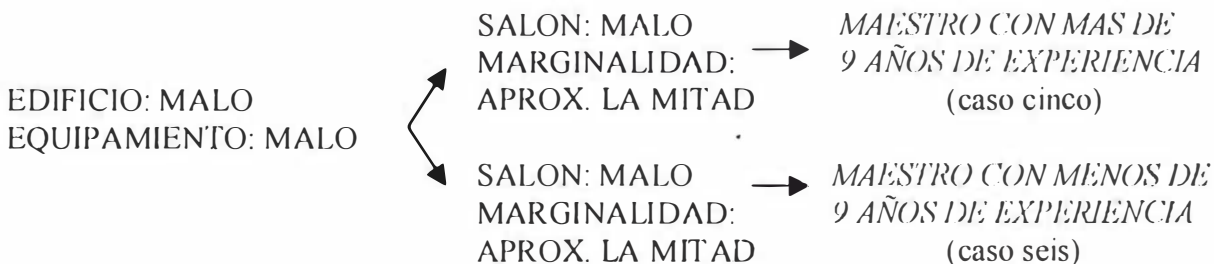 EDIFICIO: MALO
EQUIPAMIENTO: MALO
SALON: MALO
MARGINALIDAD:
APROX. LA MITAD
MAESTRO CON MAS DE
9 AÑOS DE EXPERIENCIA
(caso cinco)
SALON: MALO
MARGINALIDAD:
APROX. LA MITAD
MAESTRO CON MENOS DE
9 AÑOS DE EXPERIENCIA
(caso seis)